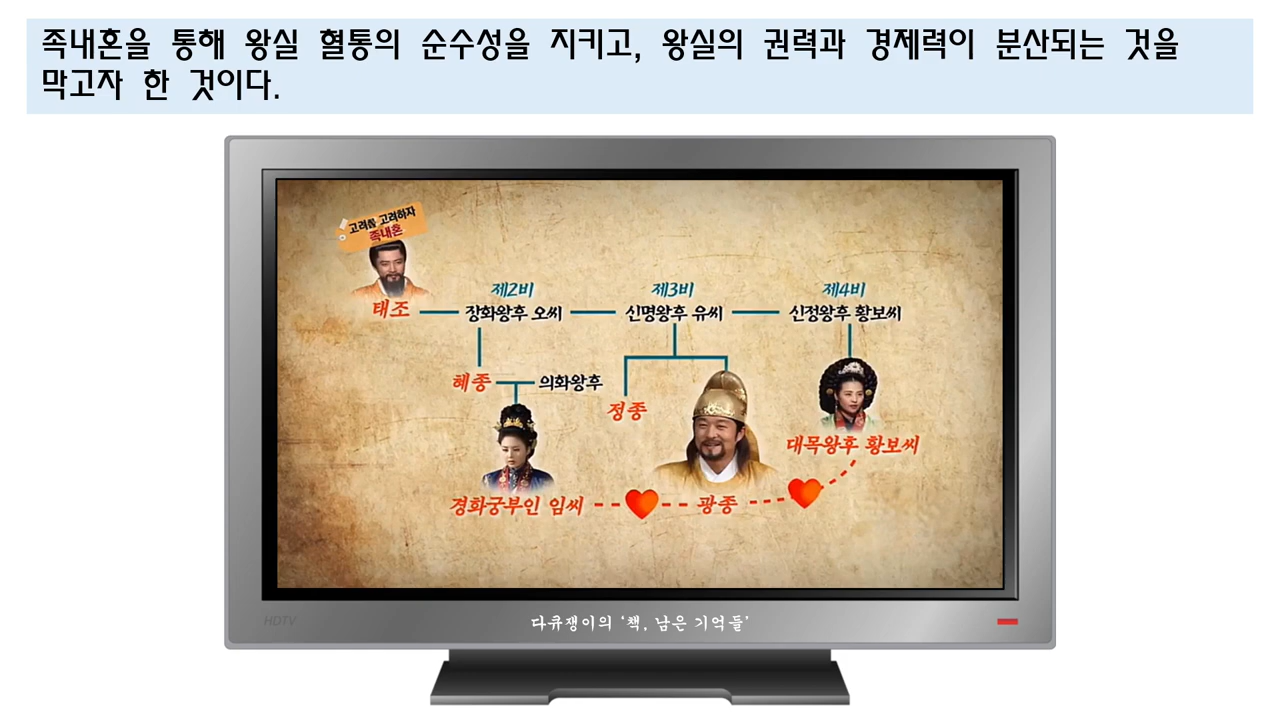 족내혼을 통해 왕실 혈통의 순수성을 지키고, 왕실의 권력과 경제력이 분산되는 것을
막고자 한 것이다.
고려를 고려하자
족내혼
제2비 제3비 제4비
태조 장화왕후 오씨 신명왕후 유씨 신정왕후 황보씨
혜종 의화왕후
정종
대목왕후 황보씨
경화궁부인 임씨 광종
HDTV
다큐쟁이의 '책, 남은 기억들'